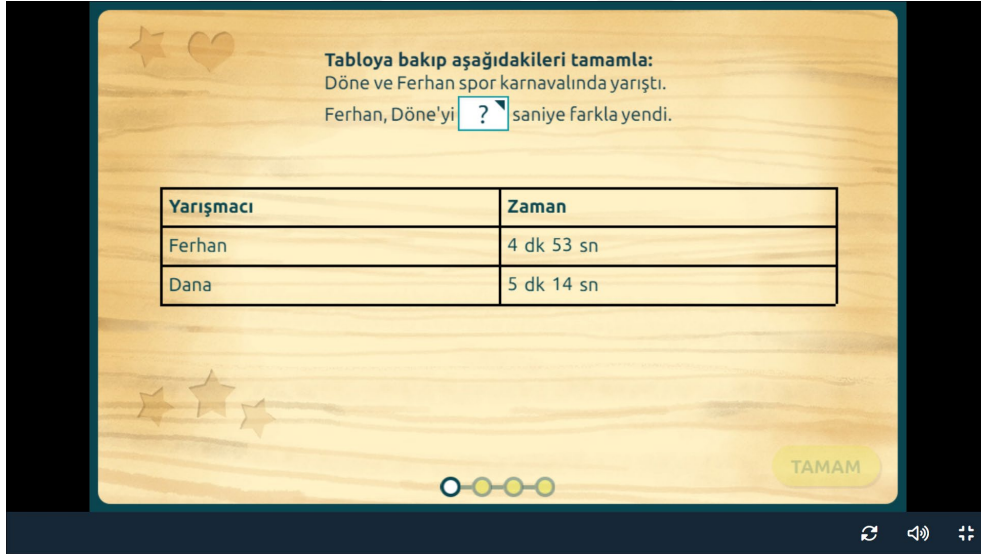 Tabloya bakıp aşağıdakileri tamamla:
Döne ve Ferhan spor karnavalında yarıştı.
Ferhan, Döne'yi ? saniye farkla yendi.
Yarışmacı Zaman
Ferhan 4 dk 53 sn
Dana 5 dk 14 sn
TAMAM